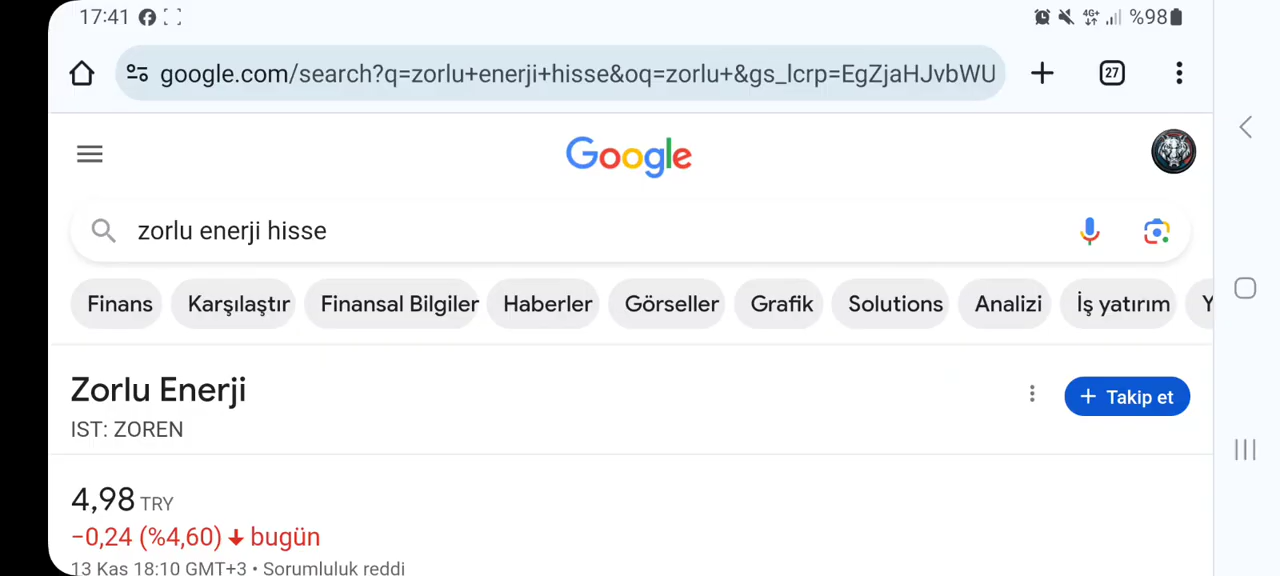 17:41
4G+ %98
google.com/search?q=zorlu+enerji+hisse&oq=zorlu+&gs_lcrp=EgZjaHJvbWU
27
Google
zorlu enerji hisse
Finans Karşılaştır Finansal Bilgiler Haberler Görseller Grafik Solutions Analizi İş yatırım Y
Zorlu Enerji
+ Takip et
IST: ZOREN
4,98 TRY
−0,24 (%4,60) ↓ bugün
13 Kas 18:10 GMT+3 • Sorumluluk reddi